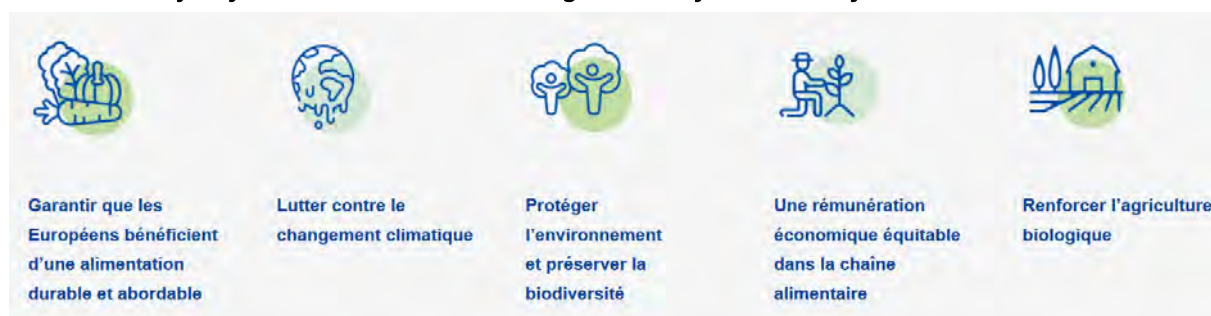 Garantir que les
Européens bénéficient
d’une alimentation
durable et abordable
Lutter contre le
changement climatique
Protéger
l’environnement
et préserver la
biodiversité
Une rémunération
économique équitable
dans la chaîne
alimentaire
Renforcer l’agriculture
biologique